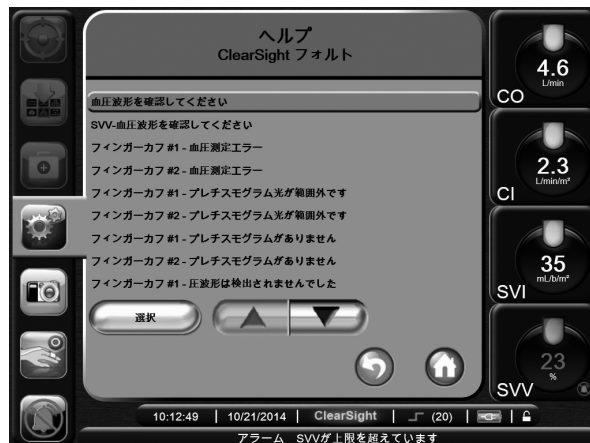 ヘルプ
ClearSight フォルト
血圧波形を確認してください
SVV-血圧波形を確認してください
フィンガーカフ #1 - 血圧測定エラー
フィンガーカフ #2 - 血圧測定エラー
フィンガーカフ #1 - プレチスモグラム光が範囲外です
フィンガーカフ #2 - プレチスモグラム光が範囲外です
フィンガーカフ #1 - プレチスモグラムがありません
フィンガーカフ #2 - プレチスモグラムがありません
フィンガーカフ #1 - 圧波形は検出されませんでした
選択
4.6
L/min
CO
2.3
L/min/m²
CI
35
mL/b/m²
SVI
23
%
SVV
10:12:49 | 10/21/2014 | ClearSight | (20)
アラーム SVVが上限を超えています